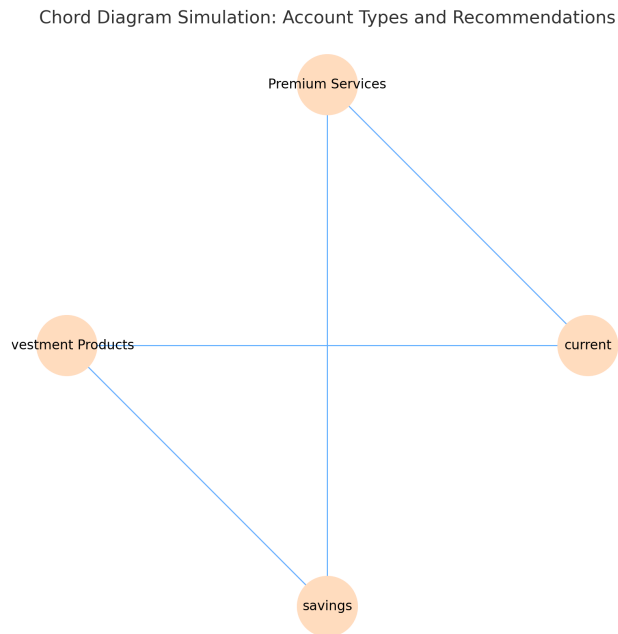 Chord Diagram Simulation: Account Types and Recommendations
Premium Services
vestment Products
current
savings